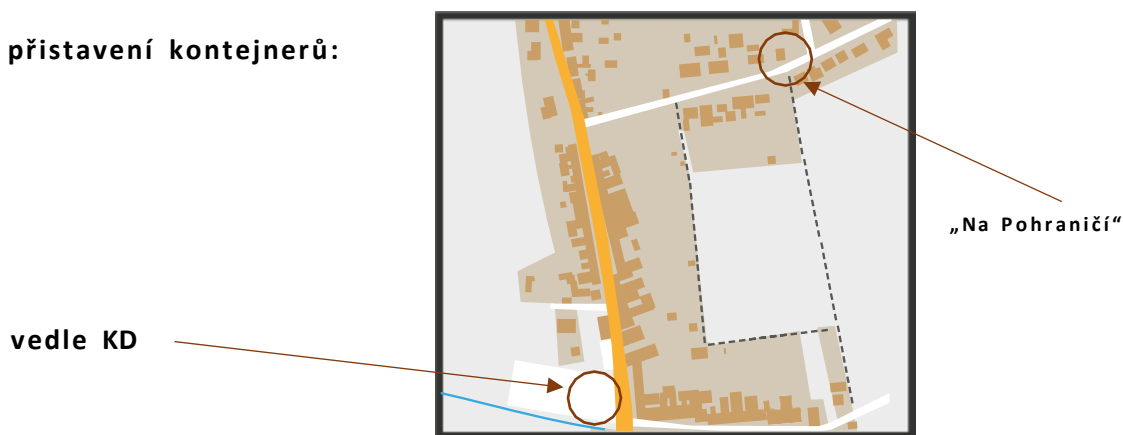 přistavení kontejnerů:
„Na Pohraničí“
vedle KD